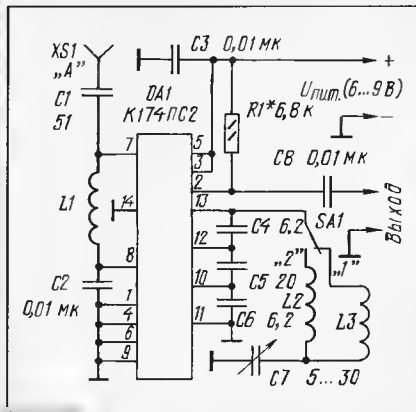 XS1
„А"
C1
51
L1
C2
0,01 мк
DA1
К174ПС2
7
14
8
1
4
6
9
5
3
2
13
12
10
11
C3 0,01 мк
R1* 6,8 к
+
Uпит.(6...9 В)
−
C8 0,01 мк
Выход
SA1
„2"
„1"
C4 6,2
C5 20
C6 6,2
L2
L3
C7 5...30